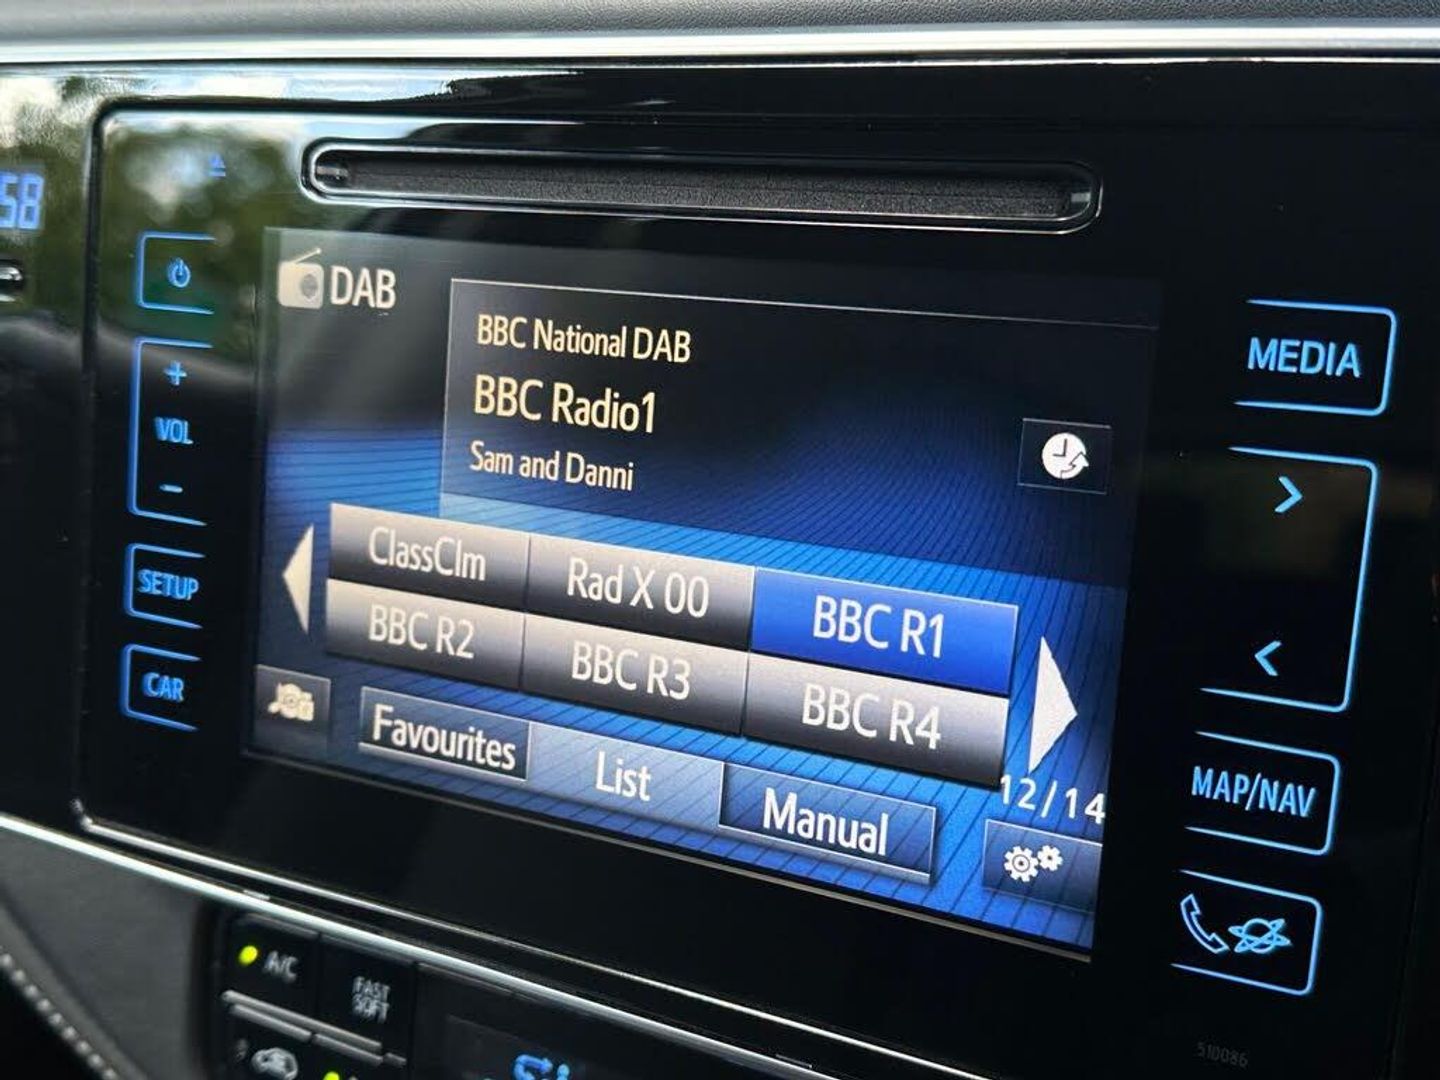 58
DAB
BBC National DAB
BBC Radio1
Sam and Danni
ClassClm
Rad X 00
BBC R1
BBC R2
BBC R3
BBC R4
Favourites
List
Manual
12/14
+
VOL
-
SETUP
CAR
MEDIA
>
<
MAP/NAV
A/C
FAST
SOFT
510086